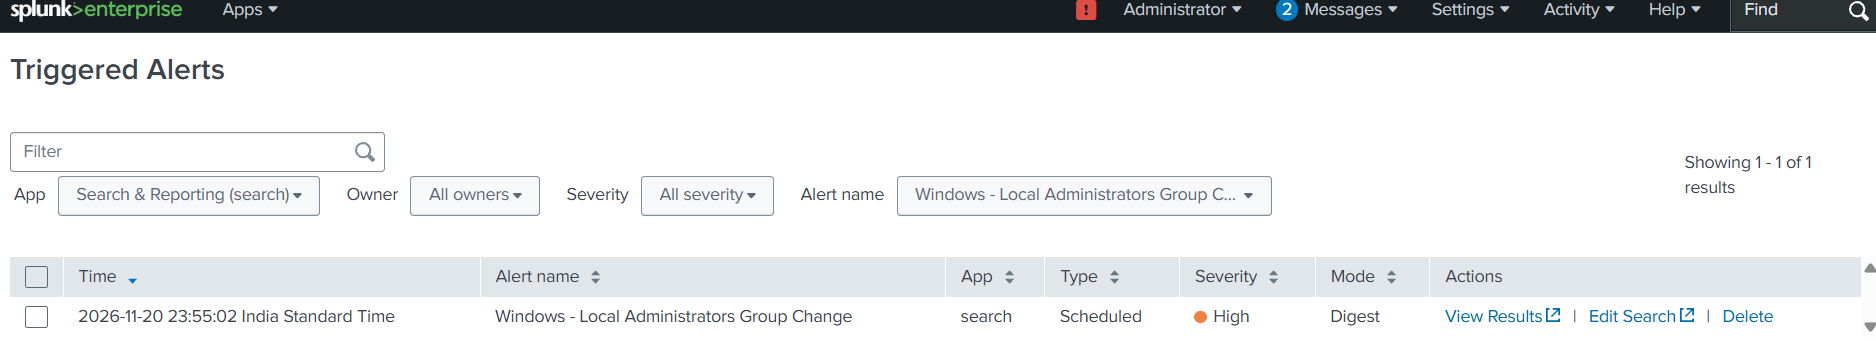 splunk>enterprise Apps ! Administrator 2 Messages Settings Activity Help Find
Triggered Alerts
Filter
Showing 1 - 1 of 1
results
App Search & Reporting (search) Owner All owners Severity All severity Alert name Windows - Local Administrators Group C...
Time Alert name App Type Severity Mode Actions
2026-11-20 23:55:02 India Standard Time Windows - Local Administrators Group Change search Scheduled High Digest View Results | Edit Search | Delete